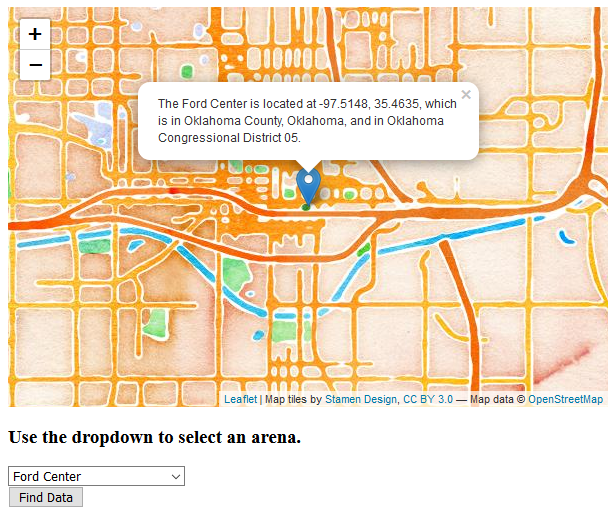 +
−
The Ford Center is located at -97.5148, 35.4635, which
is in Oklahoma County, Oklahoma, and in Oklahoma
Congressional District 05.
×
Leaflet | Map tiles by Stamen Design, CC BY 3.0 — Map data © OpenStreetMap
Use the dropdown to select an arena.
Ford Center
Find Data